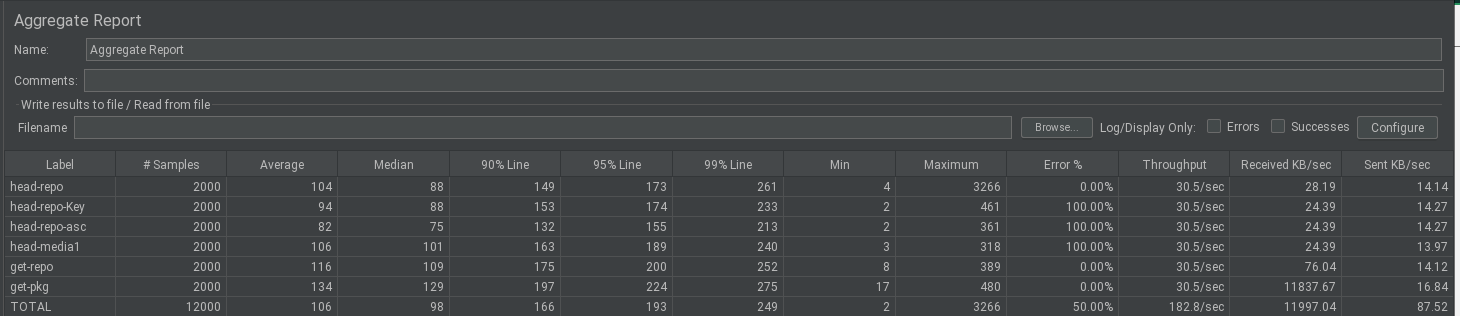 Aggregate Report
Name: Aggregate Report
Comments:
Write results to file / Read from file
Filename Browse... Log/Display Only: Errors Successes Configure
Label # Samples Average Median 90% Line 95% Line 99% Line Min Maximum Error % Throughput Received KB/sec Sent KB/sec
head-repo 2000 104 88 149 173 261 4 3266 0.00% 30.5/sec 28.19 14.14
head-repo-Key 2000 94 88 153 174 233 2 461 100.00% 30.5/sec 24.39 14.27
head-repo-asc 2000 82 75 132 155 213 2 361 100.00% 30.5/sec 24.39 14.27
head-media1 2000 106 101 163 189 240 3 318 100.00% 30.5/sec 24.39 13.97
get-repo 2000 116 109 175 200 252 8 389 0.00% 30.5/sec 76.04 14.12
get-pkg 2000 134 129 197 224 275 17 480 0.00% 30.5/sec 11837.67 16.84
TOTAL 12000 106 98 166 193 249 2 3266 50.00% 182.8/sec 11997.04 87.52